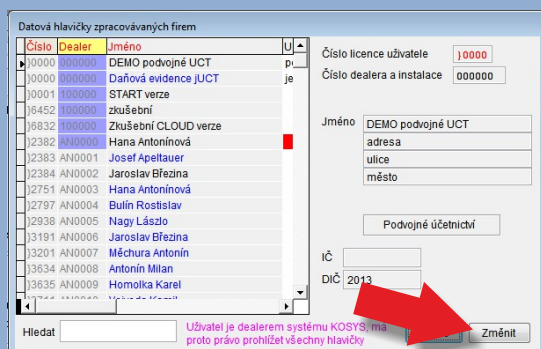 Datová hlavičky zpracovávaných firem
Číslo Dealer Jméno U
}0000 000000 DEMO podvojné UCT
}0000 000000 Daňová evidence jUCT je
}0001 100000 START verze
}6452 100000 zkušební
}6832 100000 Zkušební CLOUD verze
}2382 AN0000 Hana Antonínová
}2383 AN0001 Josef Apeltauer
}2384 AN0002 Jaroslav Březina
}2751 AN0003 Hana Antonínová
}2797 AN0004 Bulín Rostislav
}2938 AN0005 Nagy Lászlo
}3191 AN0006 Jaroslav Březina
}3201 AN0007 Měchura Antonín
}3634 AN0008 Antonín Milan
}3635 AN0009 Homolka Karel
Hledat
Uživatel je dealerem systému KOSYS, má
proto právo prohlížet všechny hlavičky
Číslo licence uživatele }0000
Číslo dealera a instalace 000000
Jméno DEMO podvojné UCT
adresa
ulice
město
Podvojné účetnictví
IČ
DIČ 2013
Změnit